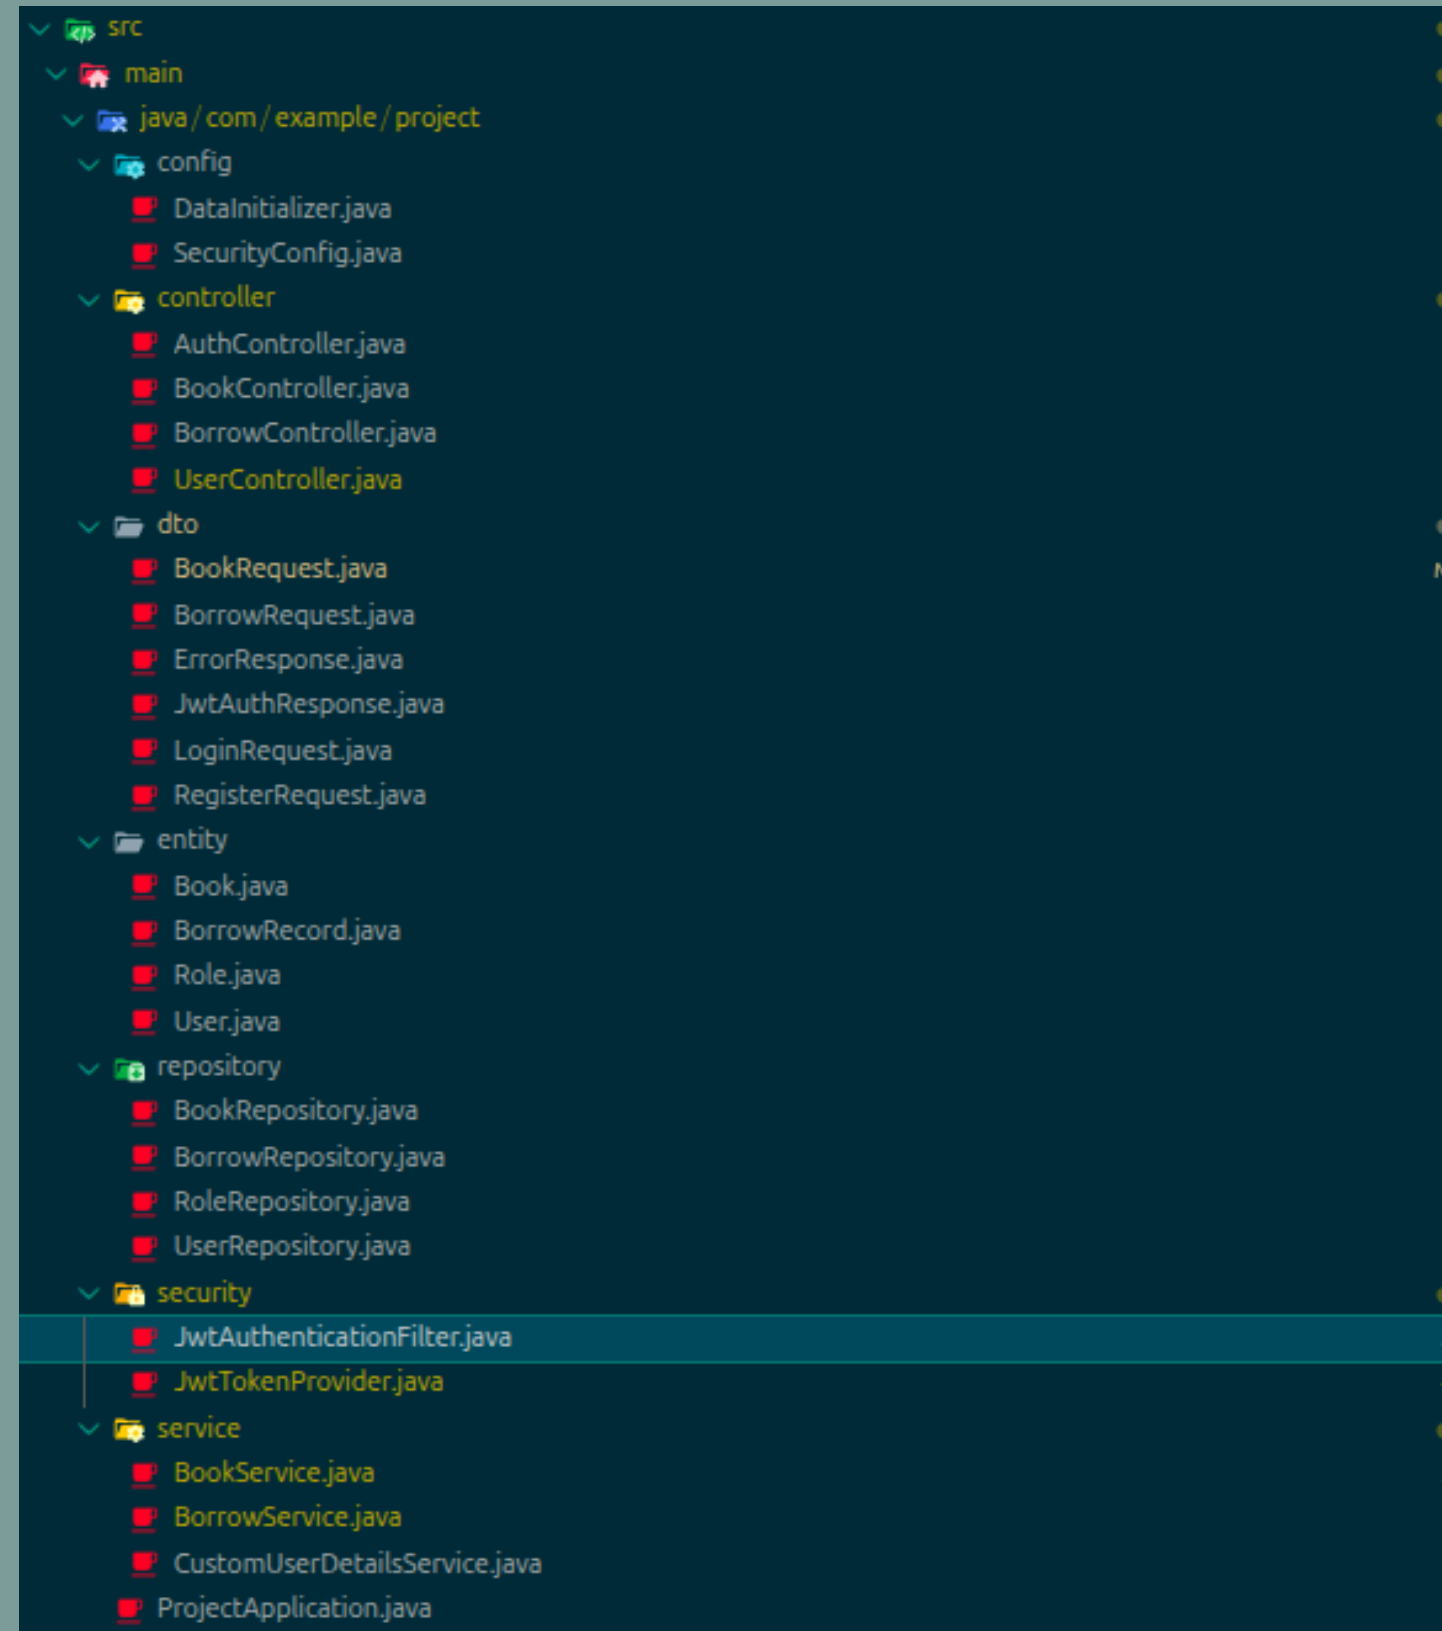 src
main
java/com/example/project
config
DataInitializer.java
SecurityConfig.java
controller
AuthController.java
BookController.java
BorrowController.java
UserController.java
dto
BookRequest.java
BorrowRequest.java
ErrorResponse.java
JwtAuthResponse.java
LoginRequest.java
RegisterRequest.java
entity
Book.java
BorrowRecord.java
Role.java
User.java
repository
BookRepository.java
BorrowRepository.java
RoleRepository.java
UserRepository.java
security
JwtAuthenticationFilter.java
JwtTokenProvider.java
service
BookService.java
BorrowService.java
CustomUserDetailsService.java
ProjectApplication.java